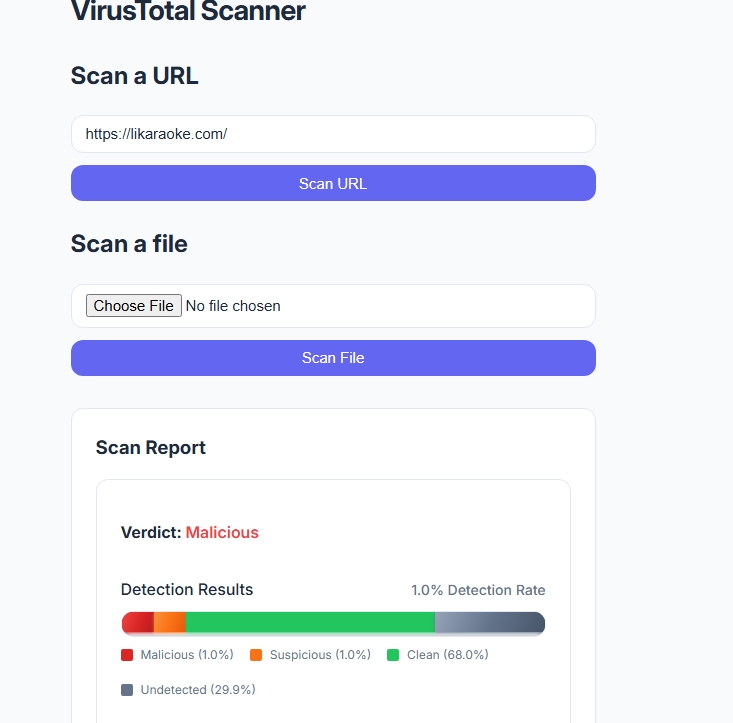 VirusTotal Scanner
Scan a URL
https://likaraoke.com/
Scan URL
Scan a file
Choose File No file chosen
Scan File
Scan Report
Verdict: Malicious
Detection Results 1.0% Detection Rate
Malicious (1.0%) Suspicious (1.0%) Clean (68.0%)
Undetected (29.9%)